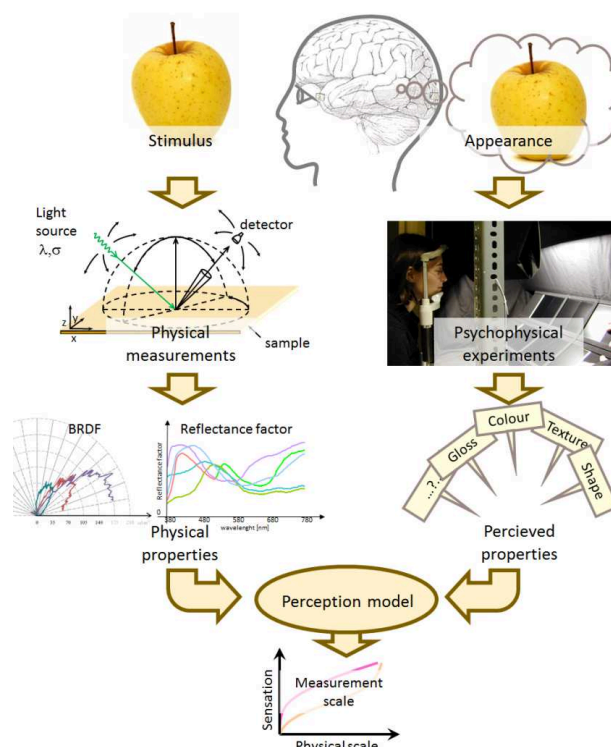 Stimulus
Appearance
Light
source
λ,σ
detector
z
y
x
Physical
measurements
sample
Psychophysical
experiments
BRDF
Reflectance factor
Reflectance factor
0
380
480
580
680
780
wavelenght [nm]
Physical
properties
...?..
Gloss
Colour
Texture
Shape
Percieved properties
Perception model
Sensation
Measurement
scale
Physical scale